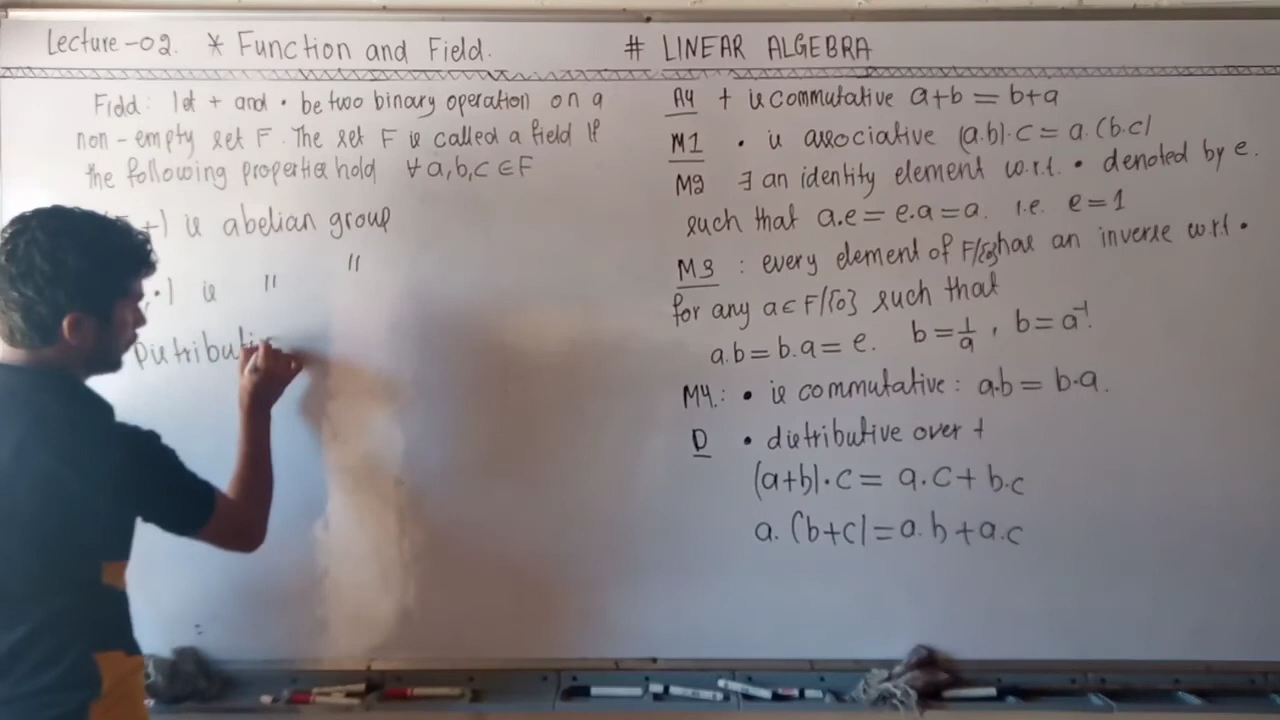 Lecture-02. * Function and Field.
# LINEAR ALGEBRA
Field: let + and • be two binary operation on a
non-empty set F. The set F is called a field if
the following properties hold ∀ a,b,c ∈ F
+) is abelian group
•) is " "
Distributive
A4 + is commutative a+b = b+a
M1 • is associative (a.b).c = a.(b.c)
M2 ∃ an identity element w.r.t. • denoted by e.
such that a.e = e.a = a. i.e. e = 1
M3 : every element of F/{0} has an inverse w.r.t •
for any a ∈ F/{0} such that
a.b = b.a = e. b = 1/a , b = a⁻¹.
M4.: • is commutative: a.b = b.a.
D • distributive over +
(a+b).c = a.c + b.c
a.(b+c) = a.b + a.c